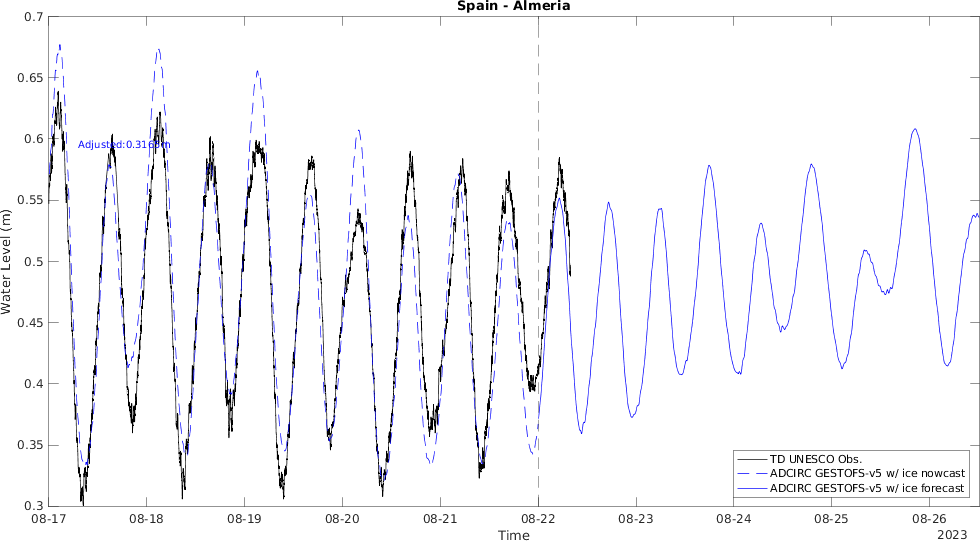 Spain - Almeria
0.7
0.65
0.6
0.55
0.5
0.45
0.4
0.35
0.3
Water Level (m)
TD UNESCO Obs.
ADCIRC GESTOFS-v5 w/ ice nowcast
ADCIRC GESTOFS-v5 w/ ice forecast
08-17 08-18 08-19 08-20 08-21 08-22 08-23 08-24 08-25 08-26
Time
2023